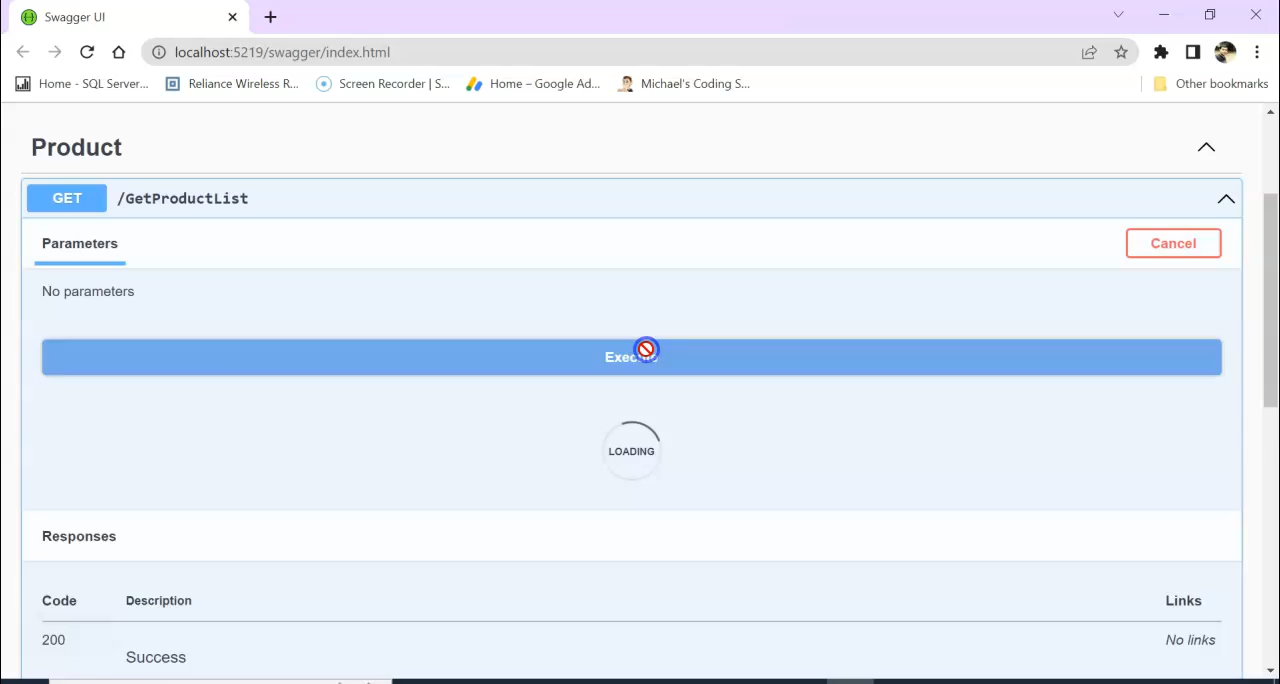 Swagger UI
localhost:5219/swagger/index.html
Home - SQL Server...
Reliance Wireless R...
Screen Recorder | S...
Home – Google Ad...
Michael's Coding S...
Other bookmarks
Product
GET /GetProductList
Parameters
Cancel
No parameters
LOADING
Responses
Code Description Links
200 No links
Success